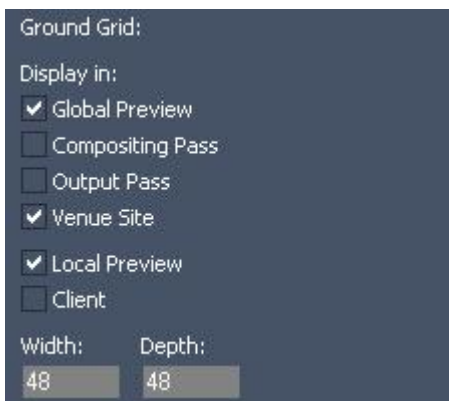 Ground Grid:
Display in:
Global Preview
Compositing Pass
Output Pass
Venue Site
Local Preview
Client
Width: Depth:
48 48